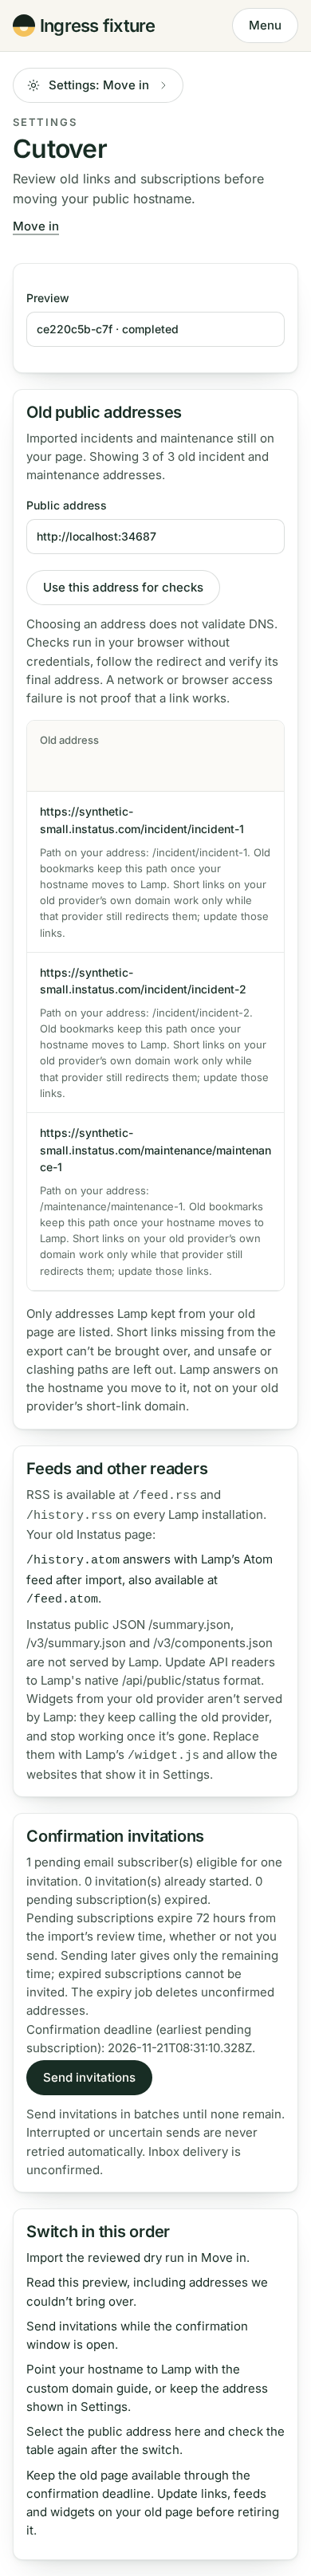 Ingress fixture
Menu
Settings: Move in
SETTINGS
Cutover
Review old links and subscriptions before
moving your public hostname.
Move in
Preview
ce220c5b-c7f · completed
Old public addresses
Imported incidents and maintenance still on
your page. Showing 3 of 3 old incident and
maintenance addresses.
Public address
http://localhost:34687
Use this address for checks
Choosing an address does not validate DNS.
Checks run in your browser without
credentials, follow the redirect and verify its
final address. A network or browser access
failure is not proof that a link works.
Old address
https://synthetic-
small.instatus.com/incident/incident-1
Path on your address: /incident/incident-1. Old
bookmarks keep this path once your
hostname moves to Lamp. Short links on your
old provider’s own domain work only while
that provider still redirects them; update those
links.
https://synthetic-
small.instatus.com/incident/incident-2
Path on your address: /incident/incident-2.
Old bookmarks keep this path once your
hostname moves to Lamp. Short links on your
old provider’s own domain work only while
that provider still redirects them; update those
links.
https://synthetic-
small.instatus.com/maintenance/maintenan
ce-1
Path on your address:
/maintenance/maintenance-1. Old bookmarks
keep this path once your hostname moves to
Lamp. Short links on your old provider’s own
domain work only while that provider still
redirects them; update those links.
Only addresses Lamp kept from your old
page are listed. Short links missing from the
export can’t be brought over, and unsafe or
clashing paths are left out. Lamp answers on
the hostname you move to it, not on your old
provider’s short-link domain.
Feeds and other readers
RSS is available at /feed.rss and
/history.rss on every Lamp installation.
Your old Instatus page:
/history.atom answers with Lamp’s Atom
feed after import, also available at
/feed.atom.
Instatus public JSON /summary.json,
/v3/summary.json and /v3/components.json
are not served by Lamp. Update API readers
to Lamp's native /api/public/status format.
Widgets from your old provider aren’t served
by Lamp: they keep calling the old provider,
and stop working once it’s gone. Replace
them with Lamp’s /widget.js and allow the
websites that show it in Settings.
Confirmation invitations
1 pending email subscriber(s) eligible for one
invitation. 0 invitation(s) already started. 0
pending subscription(s) expired.
Pending subscriptions expire 72 hours from
the import’s review time, whether or not you
send. Sending later gives only the remaining
time; expired subscriptions cannot be
invited. The expiry job deletes unconfirmed
addresses.
Confirmation deadline (earliest pending
subscription): 2026-11-21T08:31:10.328Z.
Send invitations
Send invitations in batches until none remain.
Interrupted or uncertain sends are never
retried automatically. Inbox delivery is
unconfirmed.
Switch in this order
Import the reviewed dry run in Move in.
Read this preview, including addresses we
couldn’t bring over.
Send invitations while the confirmation
window is open.
Point your hostname to Lamp with the
custom domain guide, or keep the address
shown in Settings.
Select the public address here and check the
table again after the switch.
Keep the old page available through the
confirmation deadline. Update links, feeds
and widgets on your old page before retiring
it.